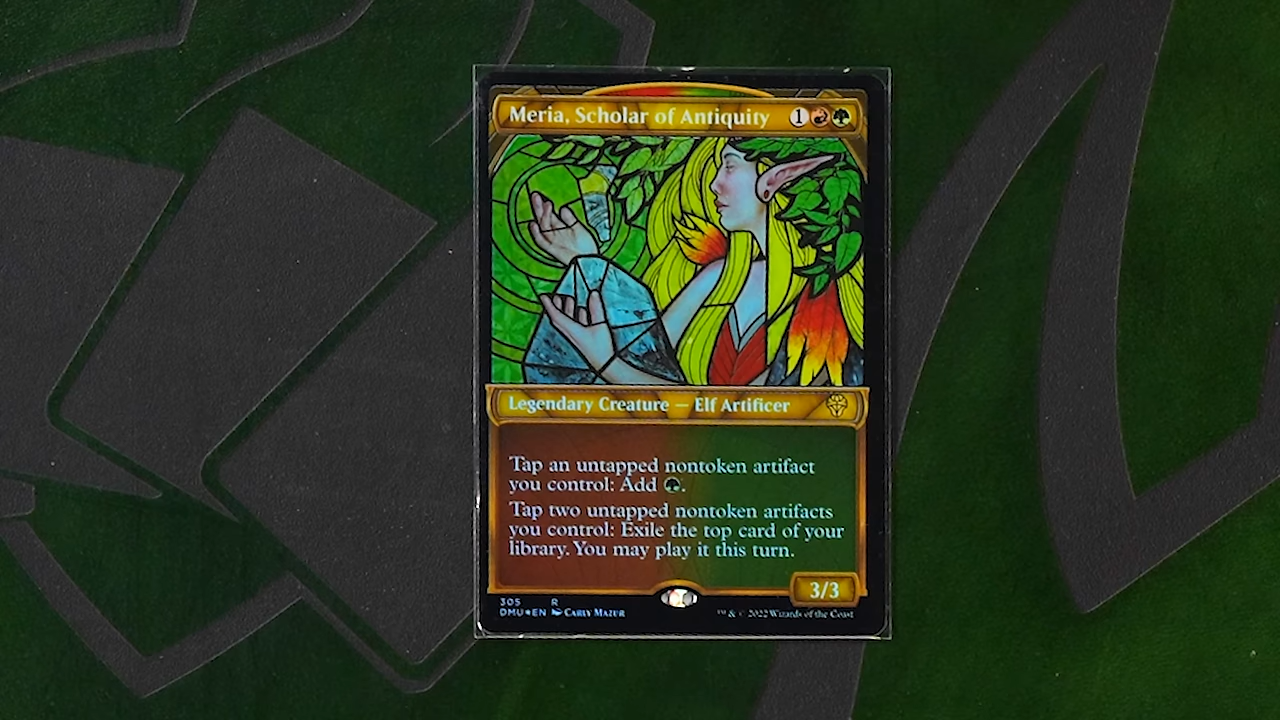 Meria, Scholar of Antiquity 1
Legendary Creature — Elf Artificer
Tap an untapped nontoken artifact
you control: Add .
Tap two untapped nontoken artifacts
you control: Exile the top card of your
library. You may play it this turn.
3/3
305 R
DMU★EN Carly Mazur
™ & © 2022 Wizards of the Coast